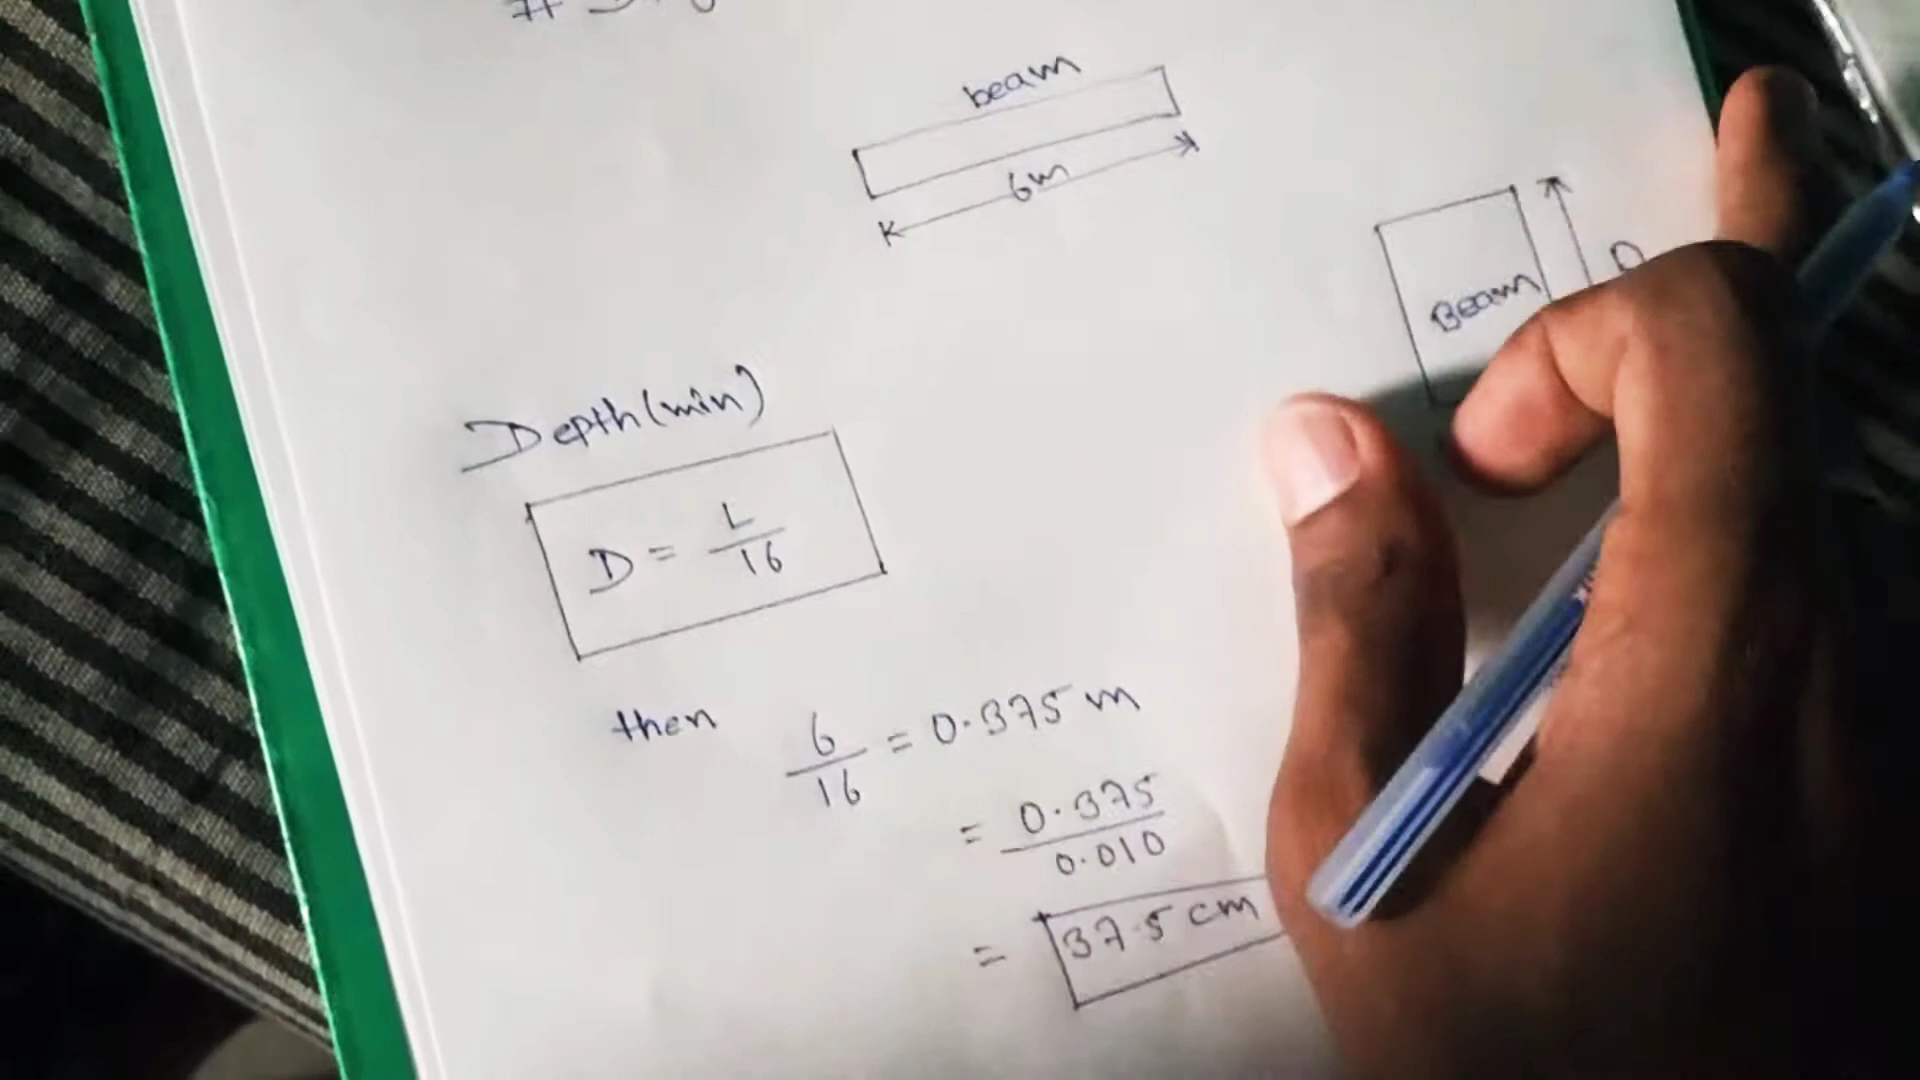 beam
6m
Beam
D
Depth(min)
D = L/16
then 6/16 = 0.375 m
= 0.375/0.010
= 37.5 cm